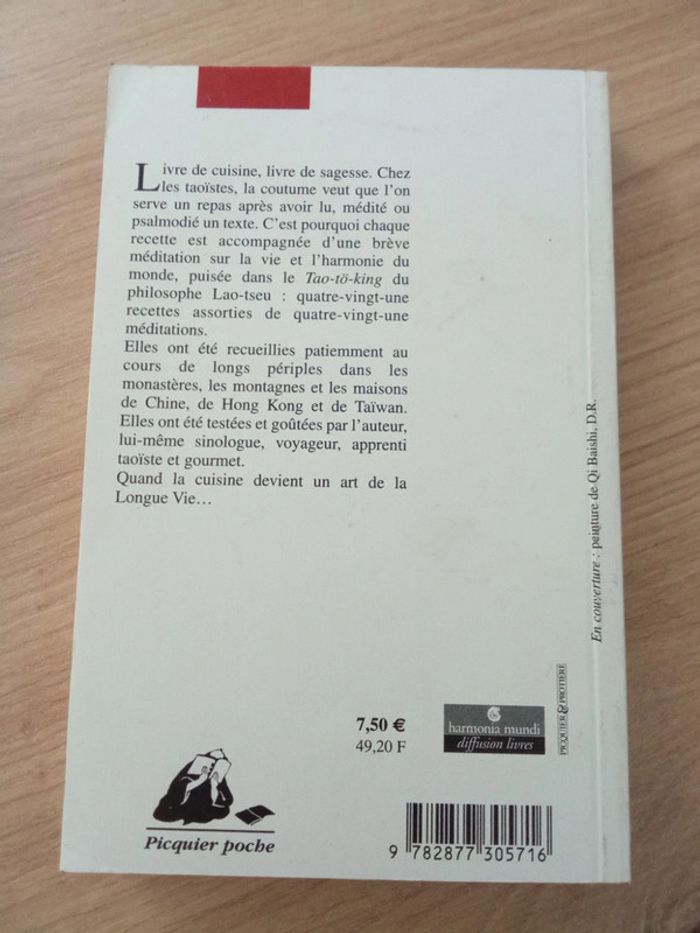 Livre de cuisine, livre de sagesse. Chez
les taoïstes, la coutume veut que l'on
serve un repas après avoir lu, médité ou
psalmodié un texte. C'est pourquoi chaque
recette est accompagnée d'une brève
méditation sur la vie et l'harmonie du
monde, puisée dans le Tao-tö-king du
philosophe Lao-tseu : quatre-vingt-une
recettes assorties de quatre-vingt-une
méditations.
Elles ont été recueillies patiemment au
cours de longs périples dans les
monastères, les montagnes et les maisons
de Chine, de Hong Kong et de Taïwan.
Elles ont été testées et goûtées par l'auteur,
lui-même sinologue, voyageur, apprenti
taoïste et gourmet.
Quand la cuisine devient un art de la
Longue Vie…
En couverture : peinture de Qi Baishi, D.R.
PICQUIER & PROTIERE
7,50 €
49,20 F
harmonia mundi
diffusion livres
Picquier poche
9 782877 305716